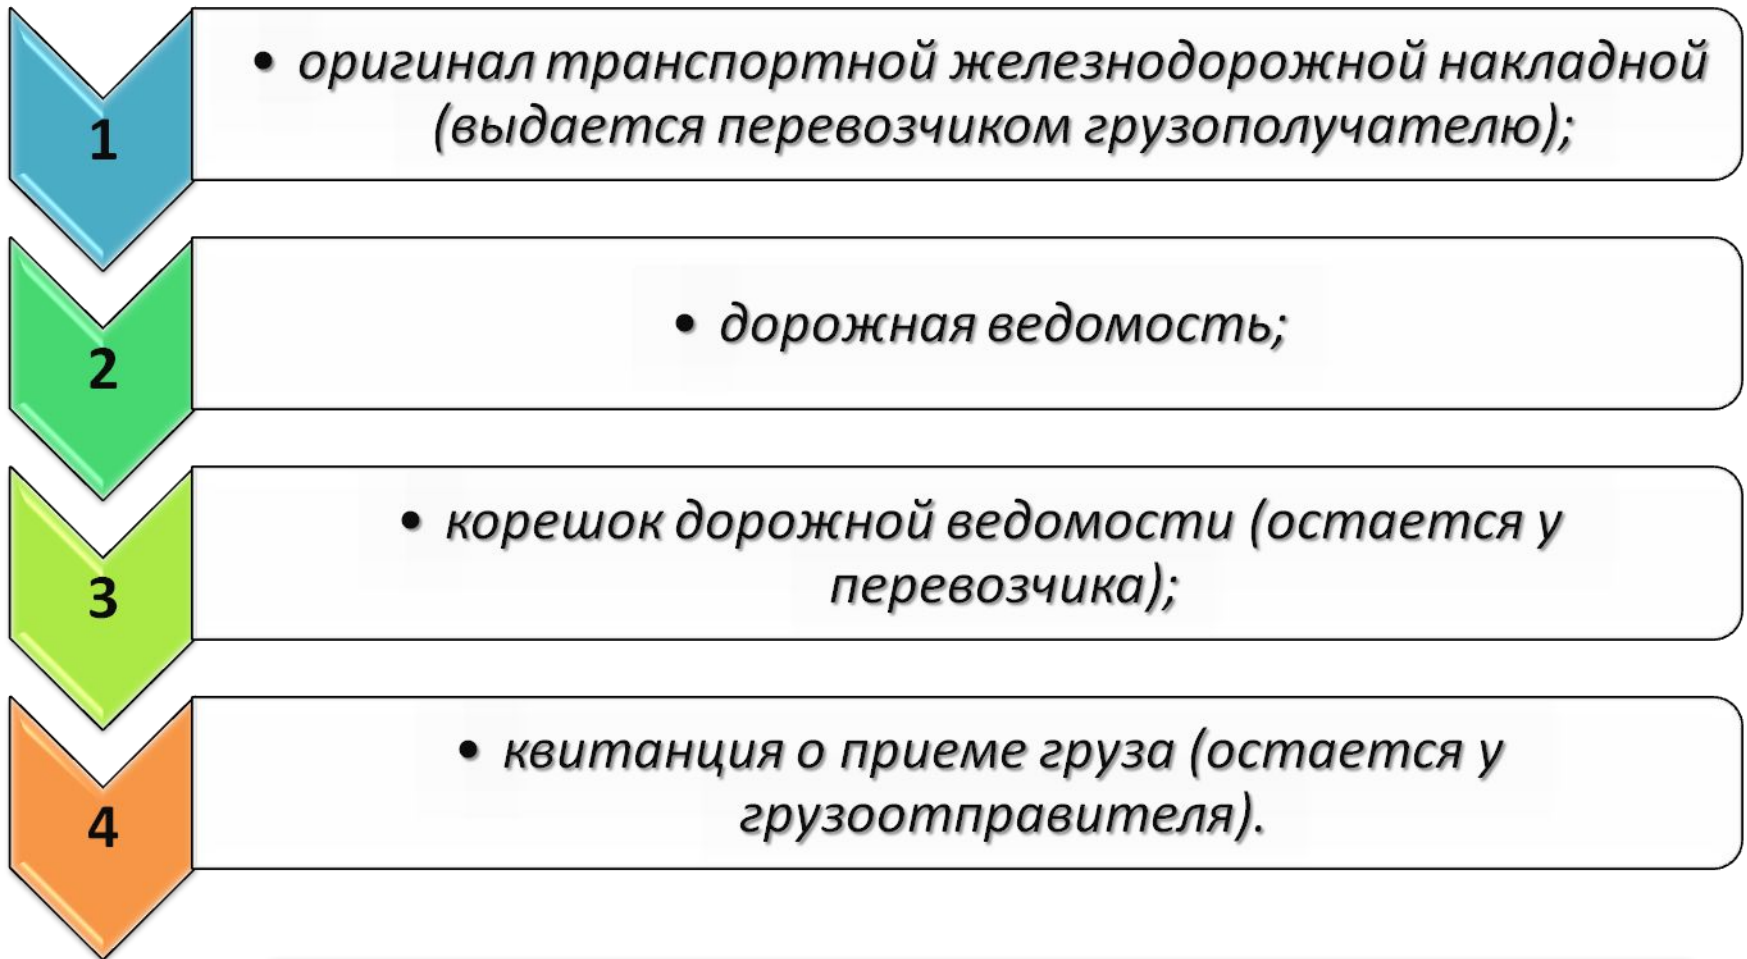 1
• оригинал транспортной железнодорожной накладной
(выдается перевозчиком грузополучателю);
2
• дорожная ведомость;
3
• корешок дорожной ведомости (остается у
перевозчика);
4
• квитанция о приеме груза (остается у
грузоотправителя).